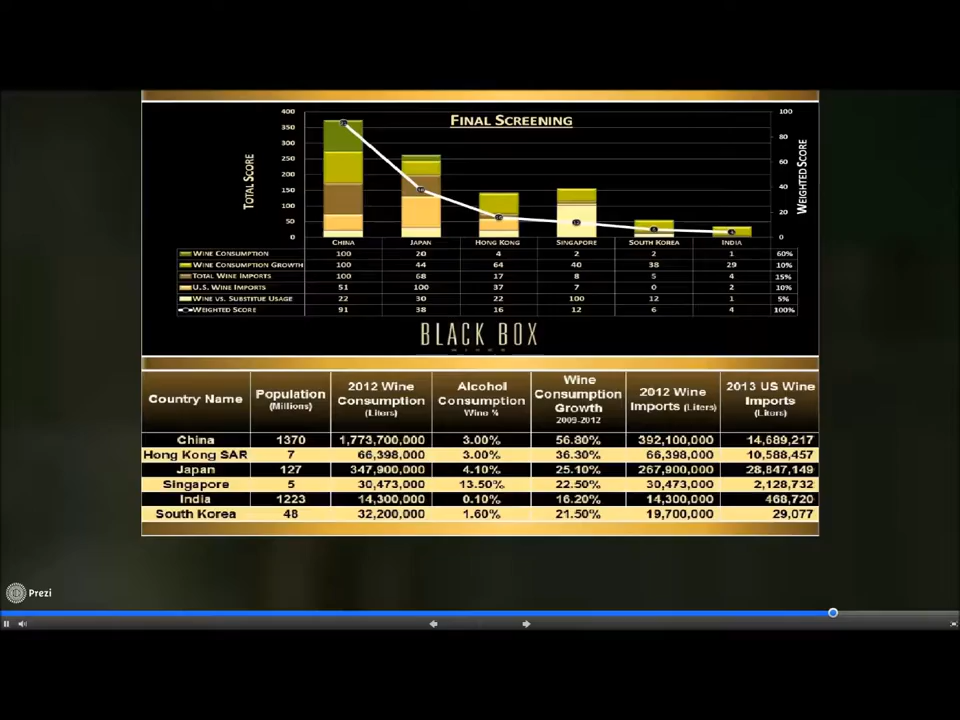 FINAL SCREENING
TOTAL SCORE
WEIGHTED SCORE
400 350 300 250 200 150 100 50 0
100 80 60 40 20 0
CHINA JAPAN HONG KONG SINGAPORE SOUTH KOREA INDIA
WINE CONSUMPTION 100 20 4 2 2 1 60%
WINE CONSUMPTION GROWTH 100 44 64 40 38 29 10%
TOTAL WINE IMPORTS 100 68 17 8 5 4 15%
U.S. WINE IMPORTS 51 100 37 7 0 2 10%
WINE VS. SUBSTITUE USAGE 22 30 22 100 12 1 5%
WEIGHTED SCORE 91 38 16 12 6 4 100%
BLACK BOX
Country Name Population (Millions) 2012 Wine Consumption (Liters) Alcohol Consumption Wine % Wine Consumption Growth 2009-2012 2012 Wine Imports (Liters) 2013 US Wine Imports (Liters)
China 1370 1,773,700,000 3.00% 56.80% 392,100,000 14,689,217
Hong Kong SAR 7 66,398,000 3.00% 36.30% 66,398,000 10,588,457
Japan 127 347,900,000 4.10% 25.10% 267,900,000 28,847,149
Singapore 5 30,473,000 13.50% 22.50% 30,473,000 2,128,732
India 1223 14,300,000 0.10% 16.20% 14,300,000 468,720
South Korea 48 32,200,000 1.60% 21.50% 19,700,000 29,077
Prezi